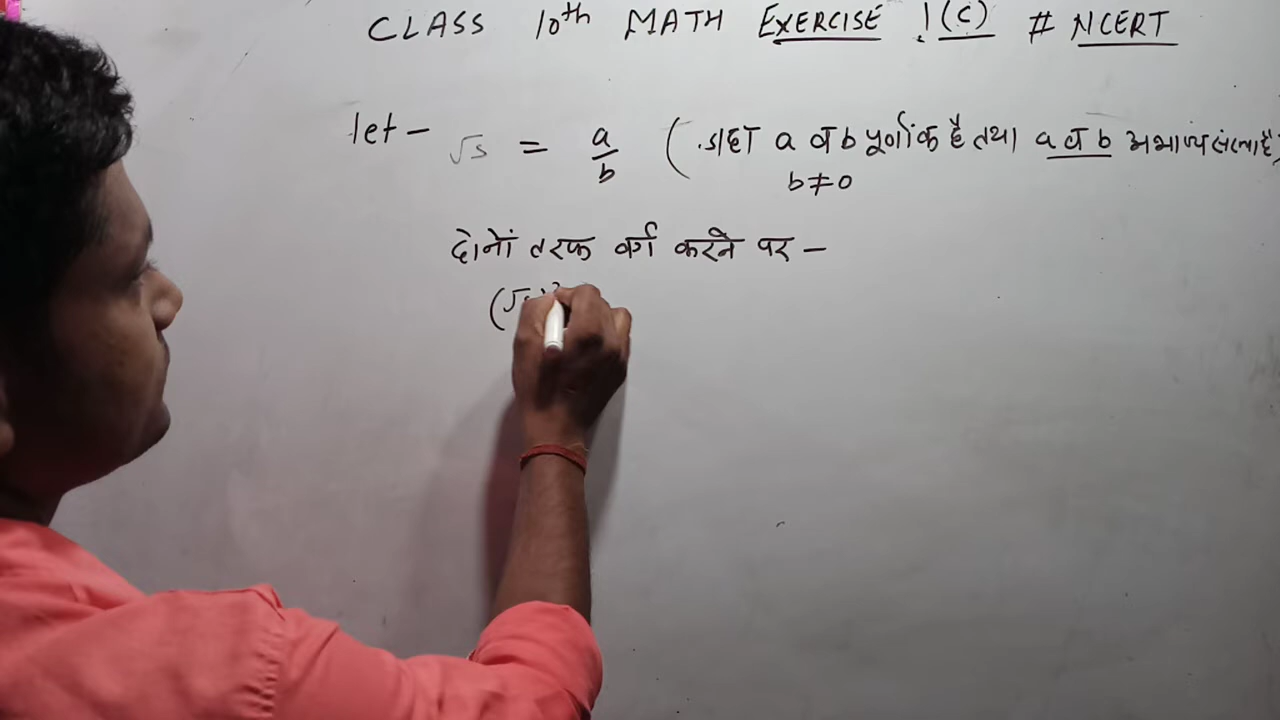 CLASS 10th MATH EXERCISE 1(C) # NCERT
let - √5 = a/b (जहा a व b पूर्णांक है तथा a व b अभाज्य संख्या है)
b≠0
दोनों तरफ वर्ग करने पर -
(√5)²